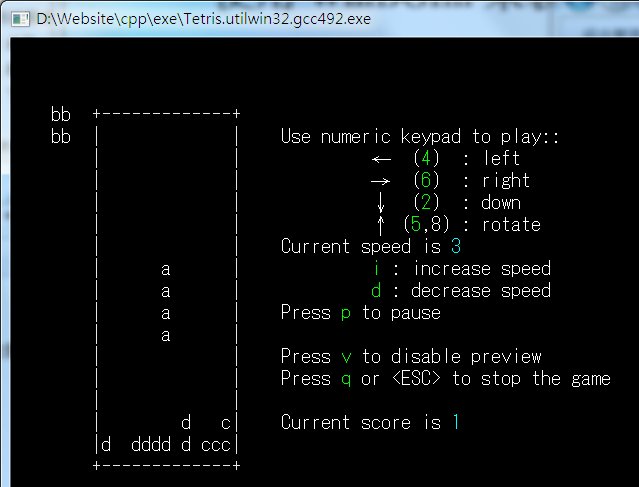 D:\Website\cpp\exe\Tetris.utilwin32.gcc492.exe
bb +-------------+
bb |             | Use numeric keypad to play::
|             | ← (4) : left
|             | → (6) : right
|             | ↓ (2) : down
|             | ↑ (5,8) : rotate
|             | Current speed is 3
|      a      | i : increase speed
|      a      | d : decrease speed
|      a      | Press p to pause
|      a      |
|             | Press v to disable preview
|             | Press q or <ESC> to stop the game
|             |
|        d   c| Current score is 1
|d  dddd d ccc|
+-------------+